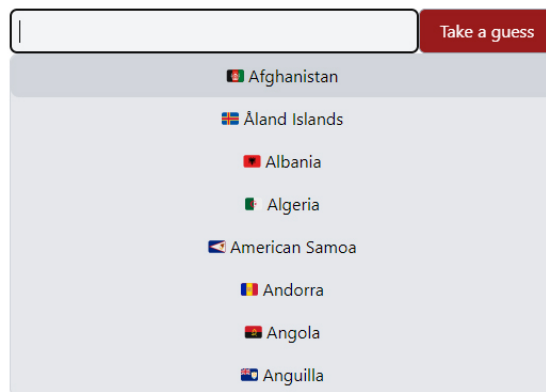 Take a guess
Afghanistan
Åland Islands
Albania
Algeria
American Samoa
Andorra
Angola
Anguilla